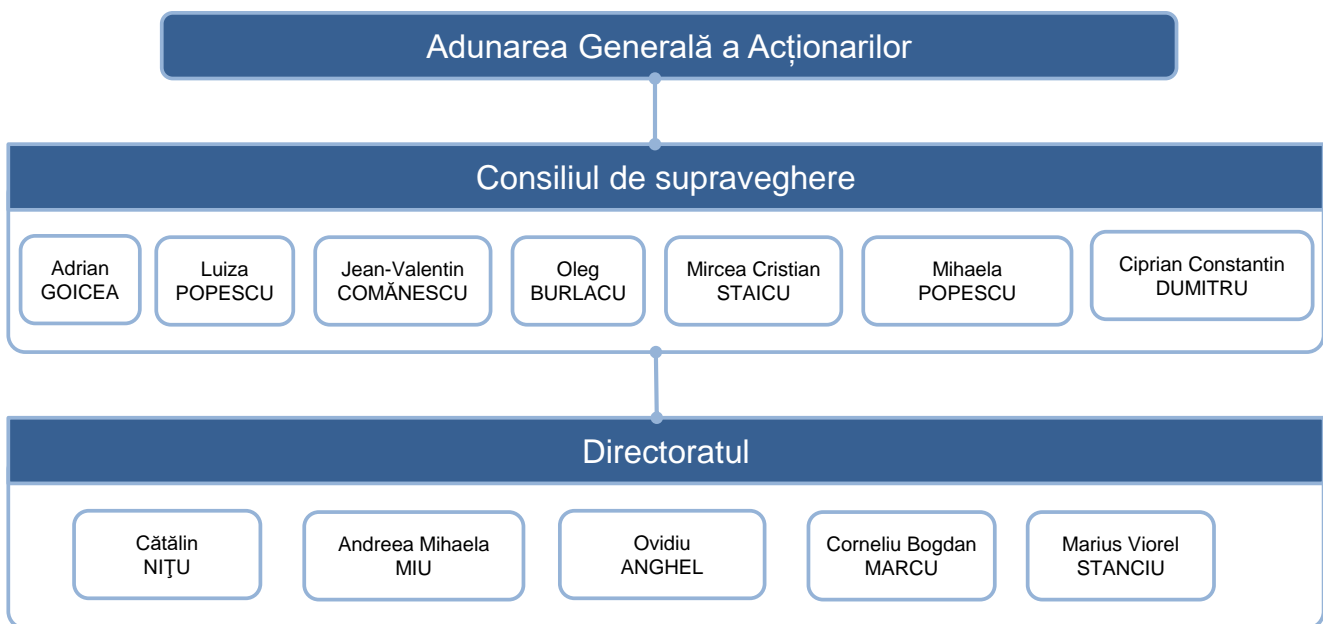 Adunarea Generală a Acționarilor
Consiliul de supraveghere
Adrian
GOICEA
Luiza
POPESCU
Jean-Valentin
COMĂNESCU
Oleg
BURLACU
Mircea Cristian
STAICU
Mihaela
POPESCU
Ciprian Constantin
DUMITRU
Directoratul
Cătălin
NIŢU
Andreea Mihaela
MIU
Ovidiu
ANGHEL
Corneliu Bogdan
MARCU
Marius Viorel
STANCIU